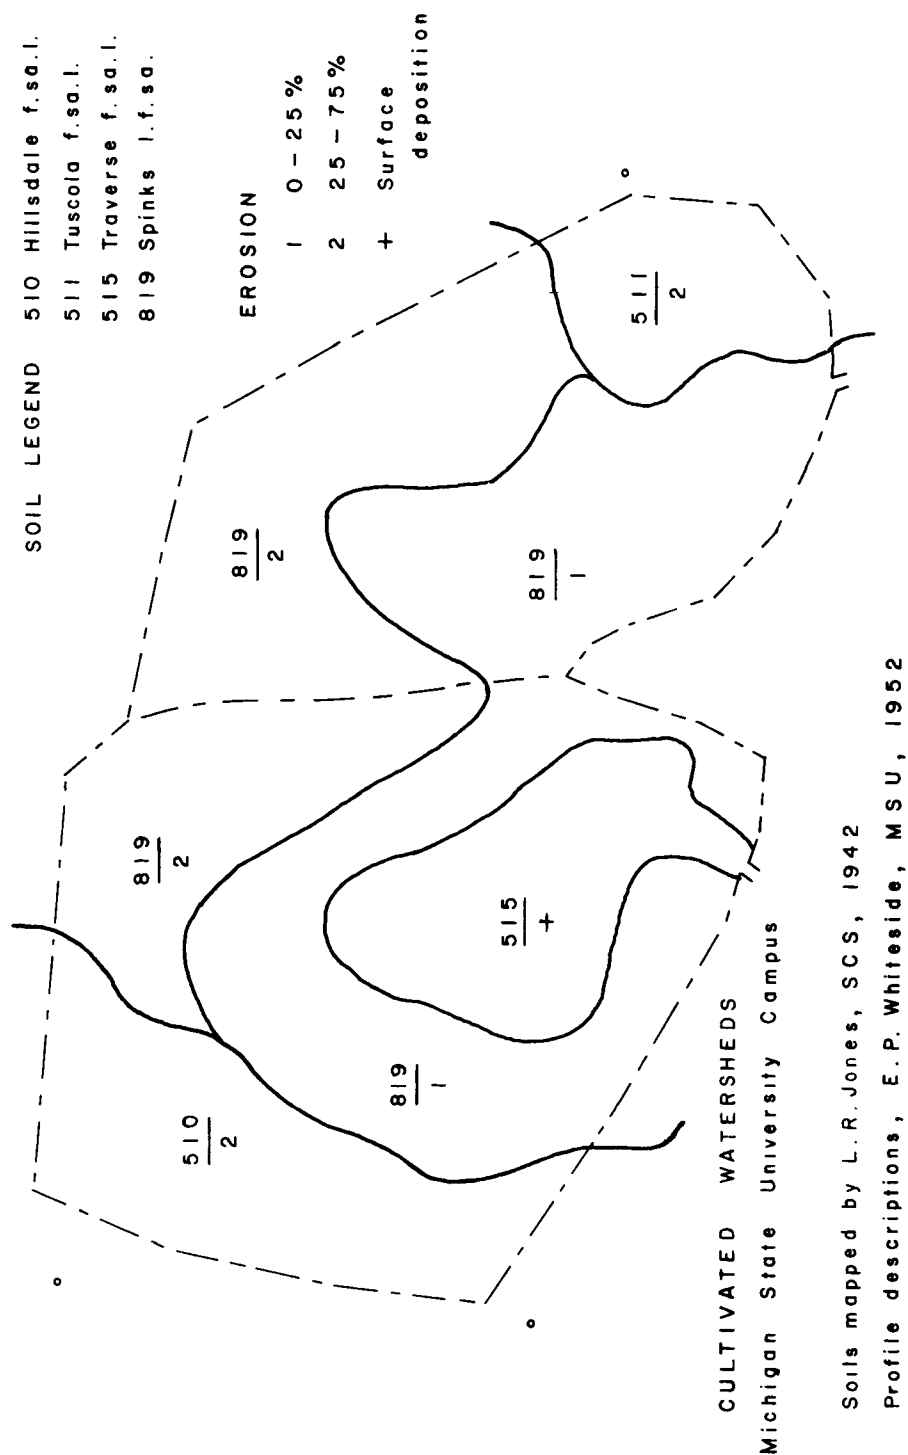 SOIL LEGEND 510 Hillsdale f.sa.l.
511 Tuscola f.sa.l.
515 Traverse f.sa.l.
819 Spinks l.f.sa.
EROSION
1 0-25%
2 25-75%
+ Surface
deposition
510
2
819
2
819
2
819
1
515
+
819
1
511
2
CULTIVATED WATERSHEDS
Michigan State University Campus
Soils mapped by L.R. Jones, SCS, 1942
Profile descriptions, E.P. Whiteside, MSU, 1952